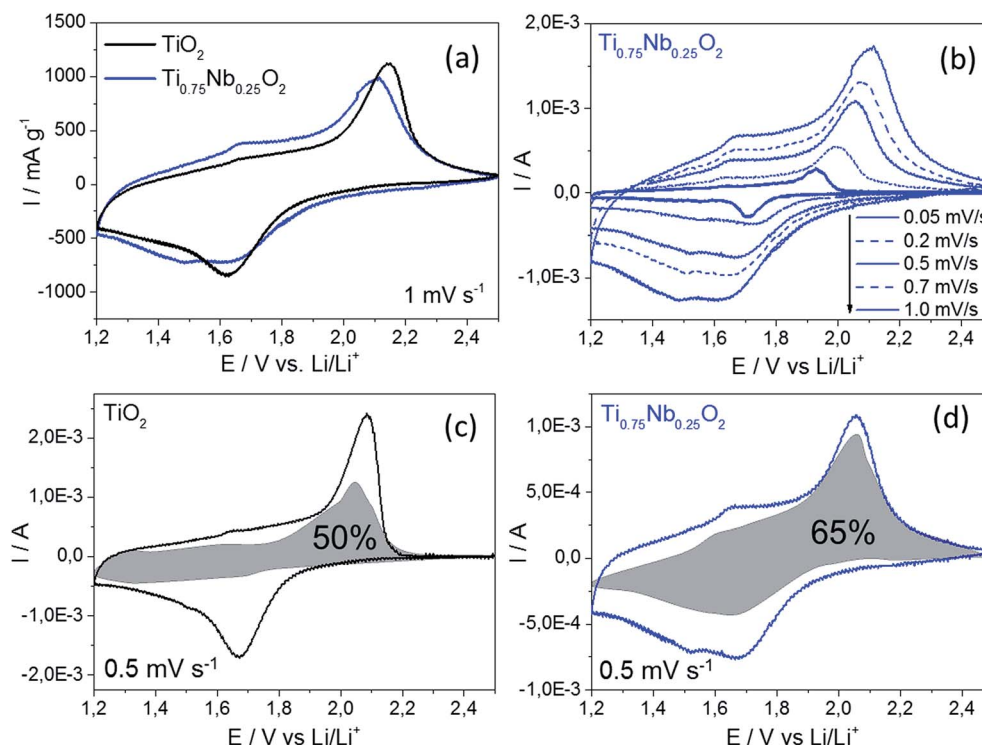 (a)
TiO2
Ti0.75Nb0.25O2
1 mV s-1
I / mA g-1
1500
1000
500
0
-500
-1000
1,2 1,4 1,6 1,8 2,0 2,2 2,4
E / V vs. Li/Li+
(b)
Ti0.75Nb0.25O2
I / A
2,0E-3
1,0E-3
0,0
-1,0E-3
0.05 mV/s
0.2 mV/s
0.5 mV/s
0.7 mV/s
1.0 mV/s
1,2 1,4 1,6 1,8 2,0 2,2 2,4
E / V vs Li/Li+
(c)
TiO2
50%
0.5 mV s-1
I / A
2,0E-3
1,0E-3
0,0
-1,0E-3
-2,0E-3
1,2 1,4 1,6 1,8 2,0 2,2 2,4
E / V vs Li/Li+
(d)
Ti0.75Nb0.25O2
65%
0.5 mV s-1
I / A
1,0E-3
5,0E-4
0,0
-5,0E-4
-1,0E-3
1,2 1,4 1,6 1,8 2,0 2,2 2,4
E / V vs Li/Li+